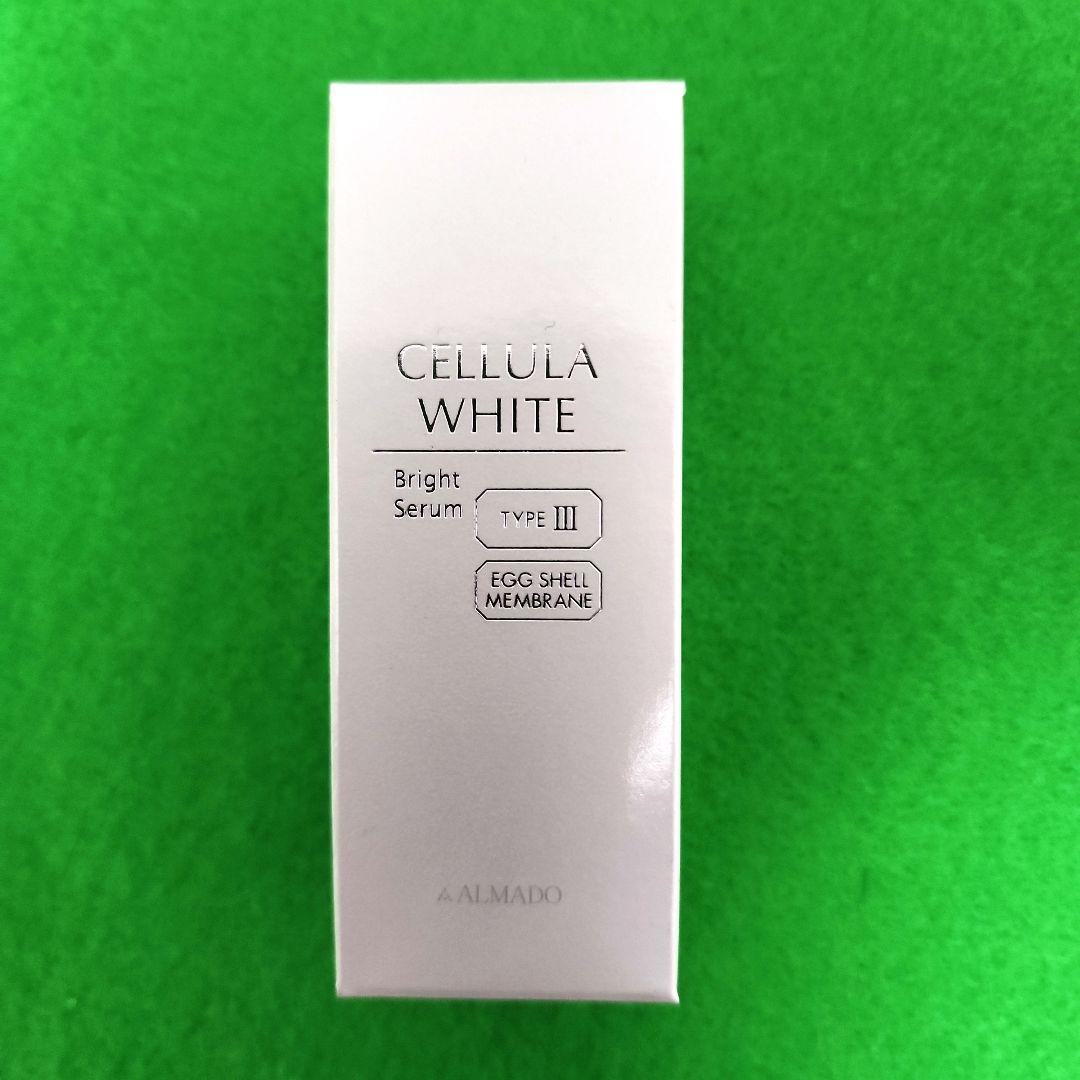 CELLULA
WHITE
Bright
Serum
TYPE III
EGG SHELL
MEMBRANE
ALMADO